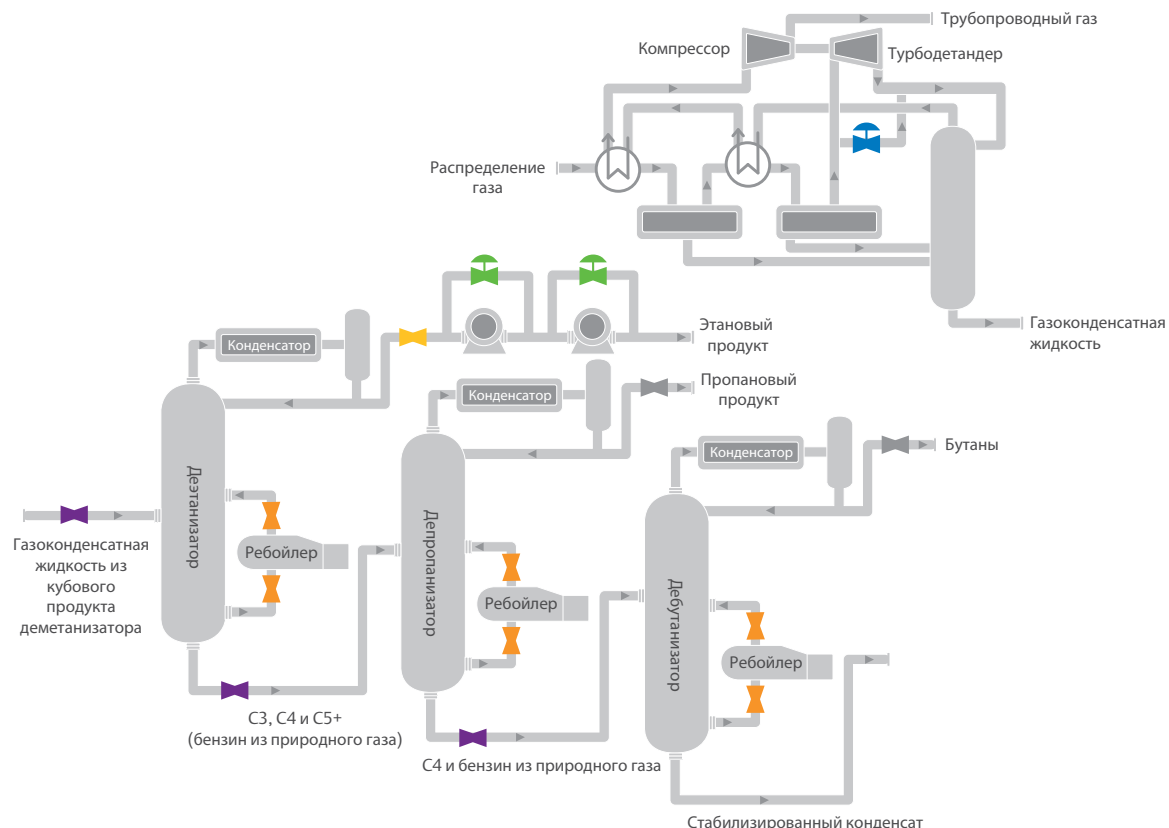 Трубопроводный газ
Компрессор
Турбодетандер
Распределение
газа
Газоконденсатная
жидкость
Конденсатор
Этановый
продукт
Конденсатор
Пропановый
продукт
Конденсатор
Бутаны
Деэтанизатор
Ребойлер
Газоконденсатная
жидкость из
кубового
продукта
деметанизатора
Депропанизатор
Ребойлер
Дебутанизатор
Ребойлер
C3, C4 и C5+
(бензин из природного газа)
C4 и бензин из природного газа
Стабилизированный конденсат